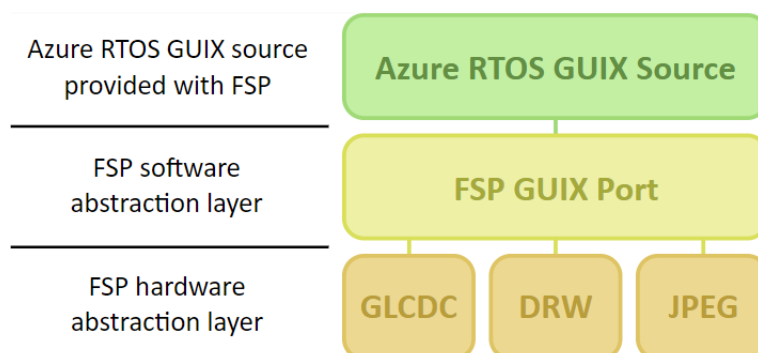 Azure RTOS GUIX source
provided with FSP
Azure RTOS GUIX Source
FSP software
abstraction layer
FSP GUIX Port
FSP hardware
abstraction layer
GLCDC
DRW
JPEG